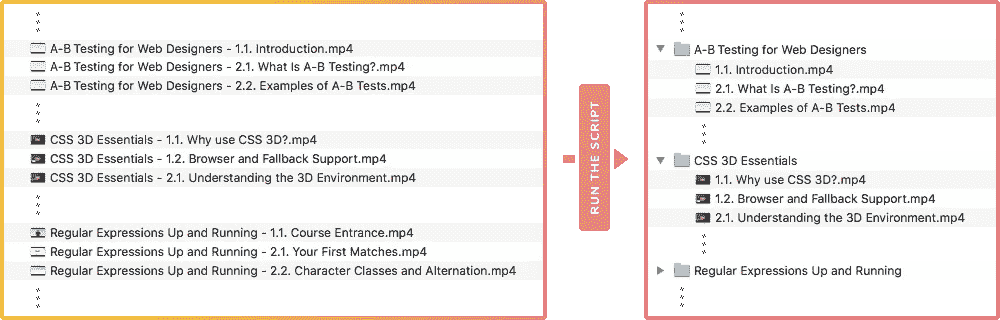 A-B Testing for Web Designers - 1.1. Introduction.mp4
A-B Testing for Web Designers - 2.1. What Is A-B Testing?.mp4
A-B Testing for Web Designers - 2.2. Examples of A-B Tests.mp4
CSS 3D Essentials - 1.1. Why use CSS 3D?.mp4
CSS 3D Essentials - 1.2. Browser and Fallback Support.mp4
CSS 3D Essentials - 2.1. Understanding the 3D Environment.mp4
Regular Expressions Up and Running - 1.1. Course Entrance.mp4
Regular Expressions Up and Running - 2.1. Your First Matches.mp4
Regular Expressions Up and Running - 2.2. Character Classes and Alternation.mp4
RUN THE SCRIPT
A-B Testing for Web Designers
1.1. Introduction.mp4
2.1. What Is A-B Testing?.mp4
2.2. Examples of A-B Tests.mp4
CSS 3D Essentials
1.1. Why use CSS 3D?.mp4
1.2. Browser and Fallback Support.mp4
2.1. Understanding the 3D Environment.mp4
Regular Expressions Up and Running